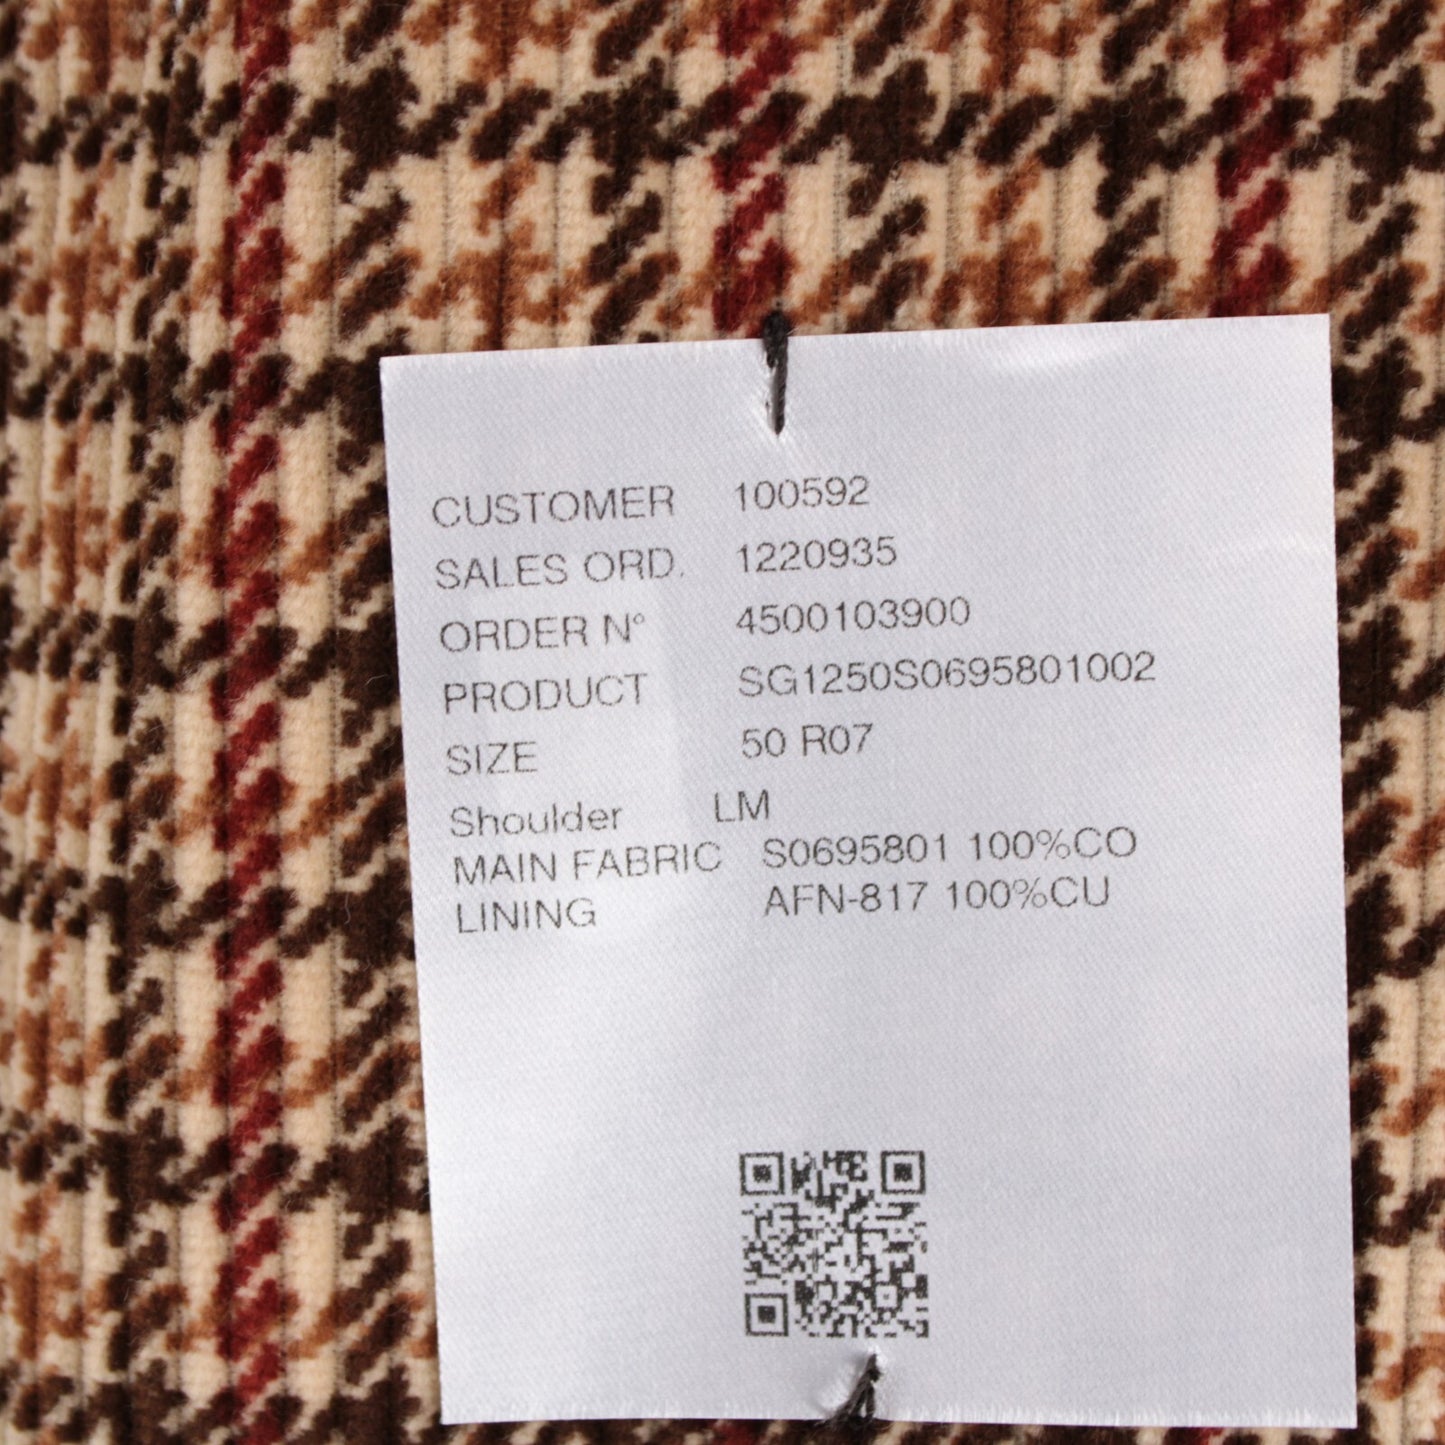 CUSTOMER 100592
SALES ORD. 1220935
ORDER N° 4500103900
PRODUCT SG1250S0695801002
SIZE 50 R07
Shoulder LM
MAIN FABRIC S0695801 100%CO
LINING AFN-817 100%CU